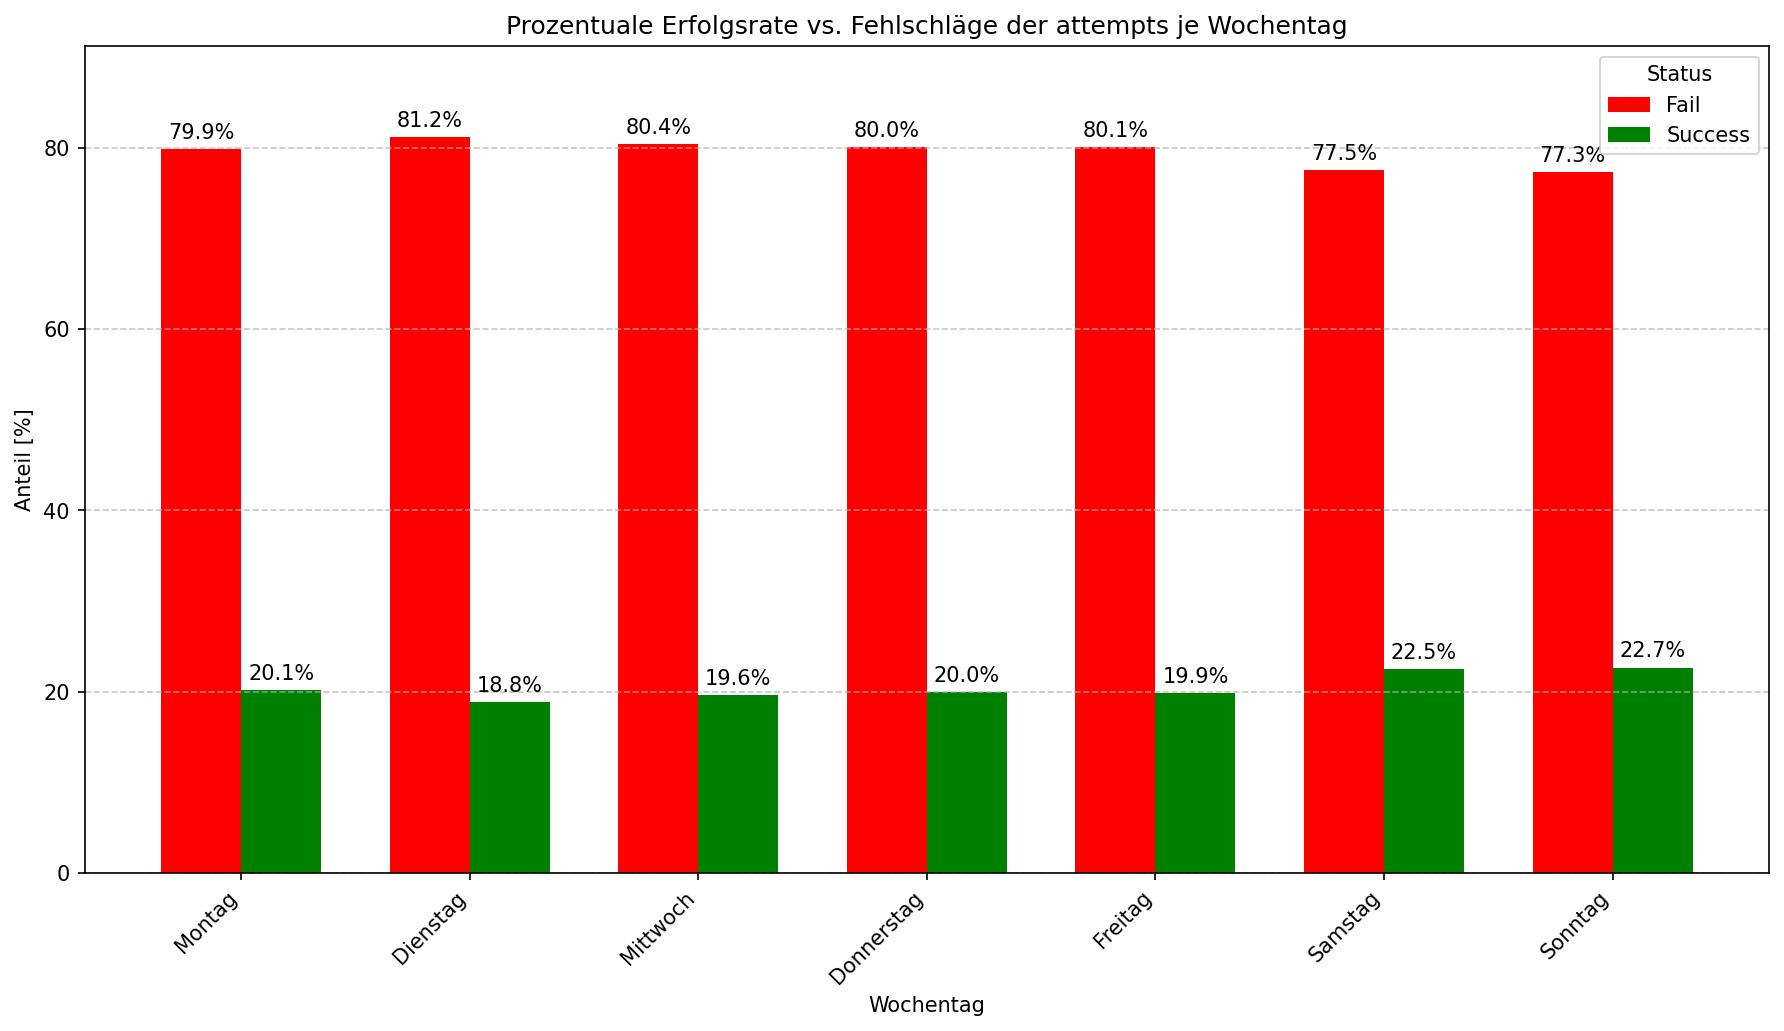 Prozentuale Erfolgsrate vs. Fehlschläge der attempts je Wochentag
Status
Fail
Success
Anteil [%]
80
60
40
20
0
79.9%
20.1%
81.2%
18.8%
80.4%
19.6%
80.0%
20.0%
80.1%
19.9%
77.5%
22.5%
77.3%
22.7%
Montag
Dienstag
Mittwoch
Donnerstag
Freitag
Samstag
Sonntag
Wochentag